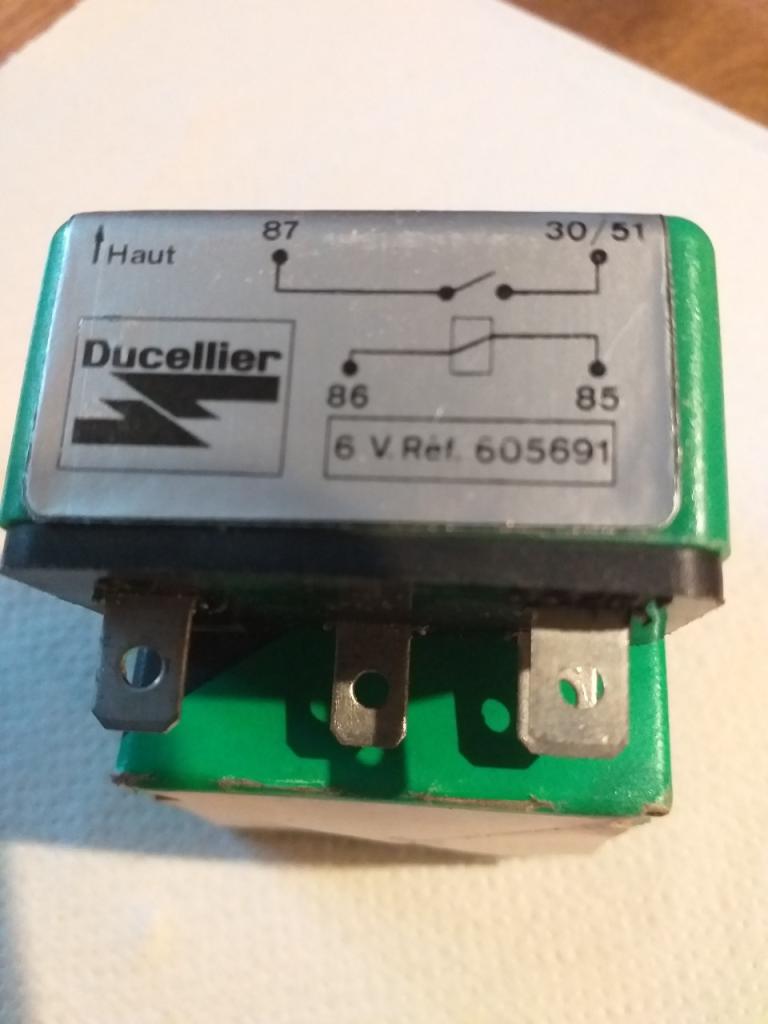 87 30/51
Haut
Ducellier
86 85
6 V. Réf. 605691